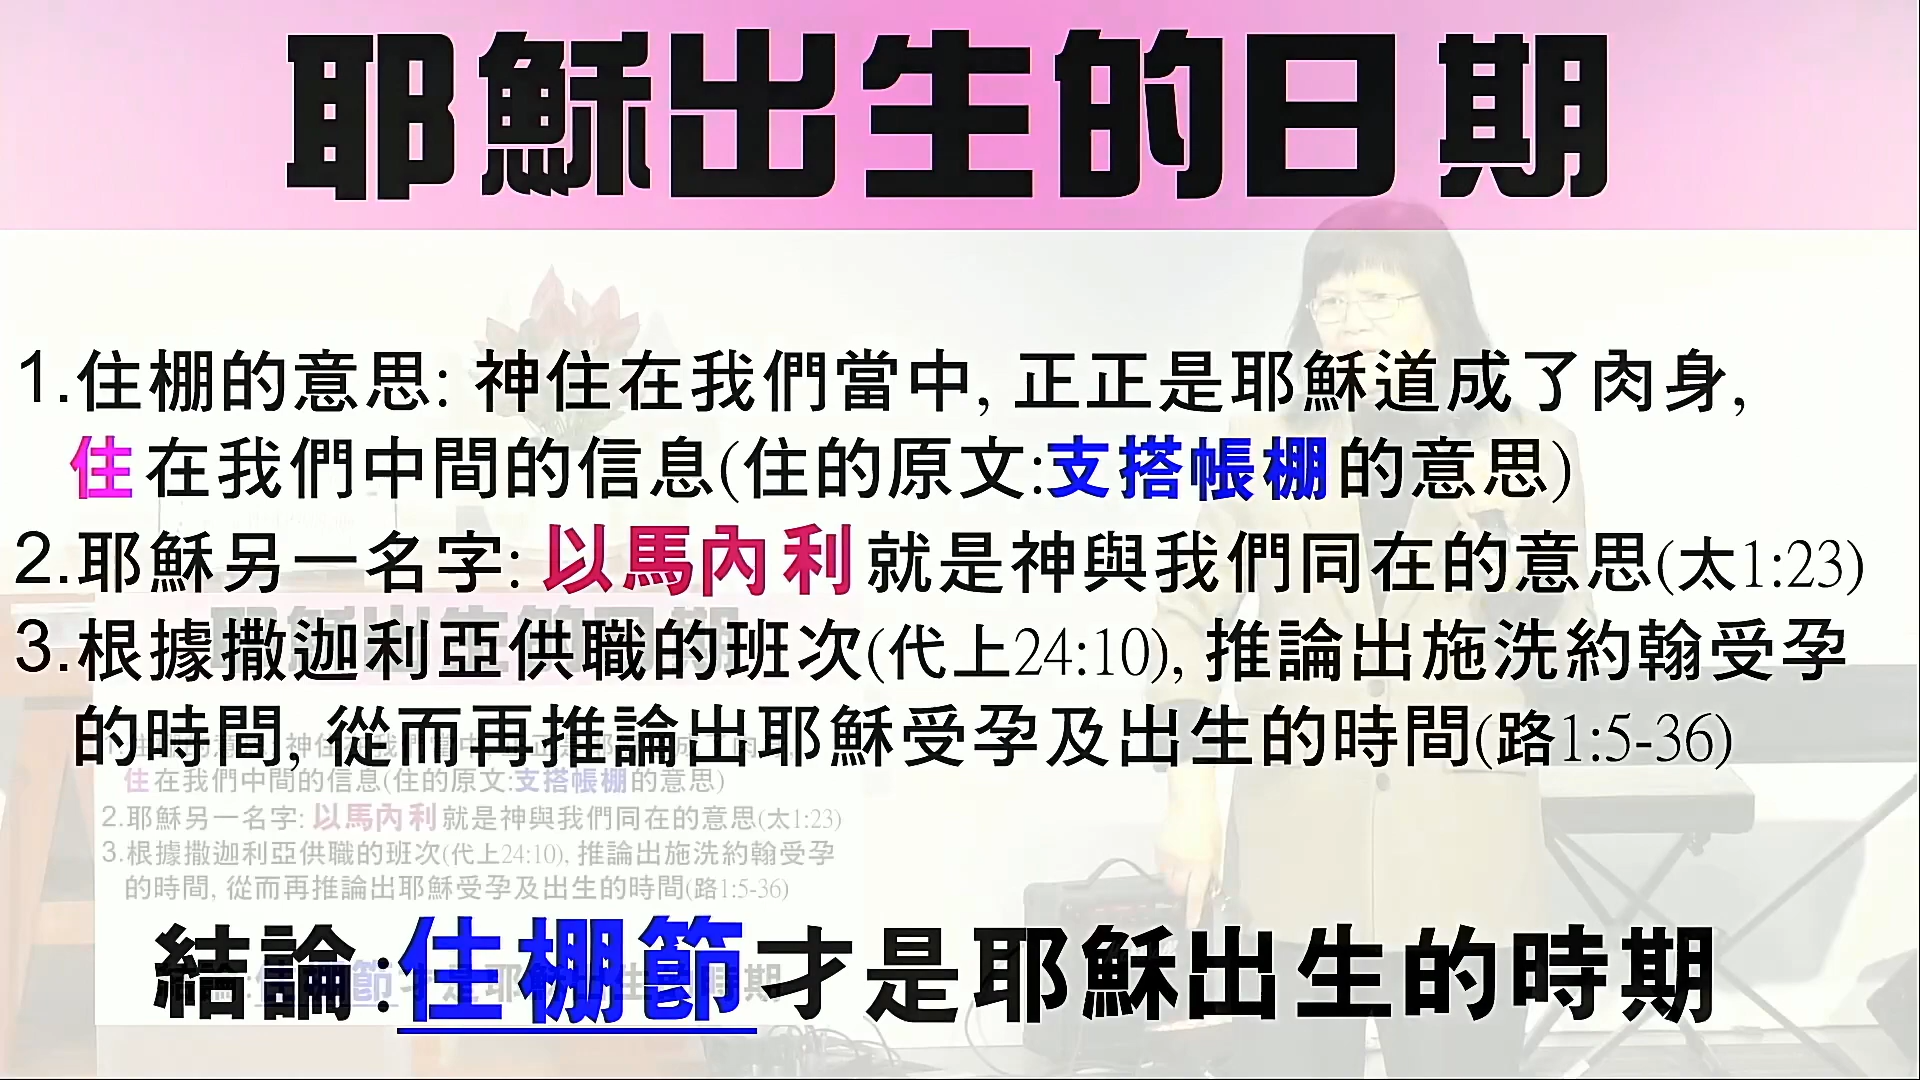 耶穌出生的日期
1.住棚的意思: 神住在我們當中, 正正是耶穌道成了肉身,
住在我們中間的信息(住的原文:支搭帳棚的意思)
2.耶穌另一名字: 以馬內利就是神與我們同在的意思(太1:23)
3.根據撒迦利亞供職的班次(代上24:10), 推論出施洗約翰受孕
的時間, 從而再推論出耶穌受孕及出生的時間(路1:5-36)
住在我們中間的信息(住的原文:支搭帳棚的意思)
2.耶穌另一名字: 以馬內利就是神與我們同在的意思(太1:23)
3.根據撒迦利亞供職的班次(代上24:10), 推論出施洗約翰受孕
的時間, 從而再推論出耶穌受孕及出生的時間(路1:5-36)
結論:住棚節才是耶穌出生的時期